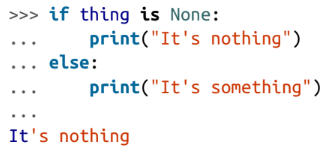 >>> if thing is None:
...     print("It's nothing")
... else:
...     print("It's something")
...
It's nothing